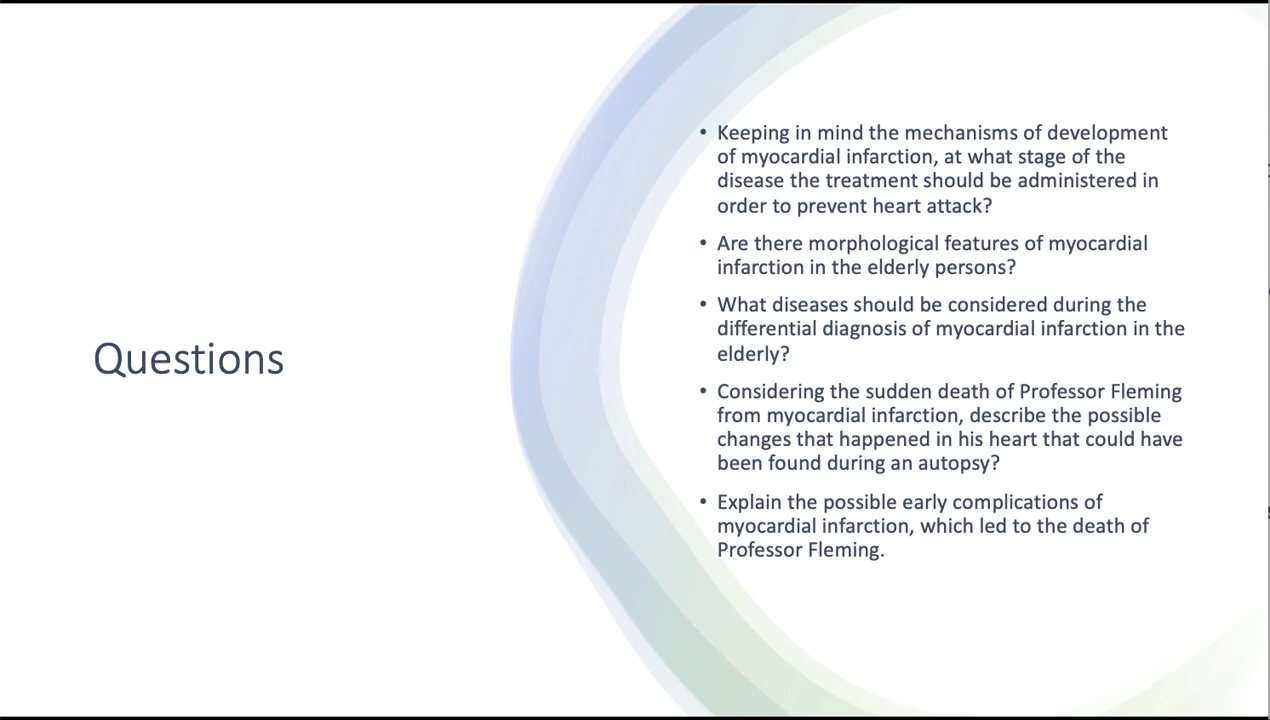 Questions
• Keeping in mind the mechanisms of development
of myocardial infarction, at what stage of the
disease the treatment should be administered in
order to prevent heart attack?
• Are there morphological features of myocardial
infarction in the elderly persons?
• What diseases should be considered during the
differential diagnosis of myocardial infarction in the
elderly?
• Considering the sudden death of Professor Fleming
from myocardial infarction, describe the possible
changes that happened in his heart that could have
been found during an autopsy?
• Explain the possible early complications of
myocardial infarction, which led to the death of
Professor Fleming.